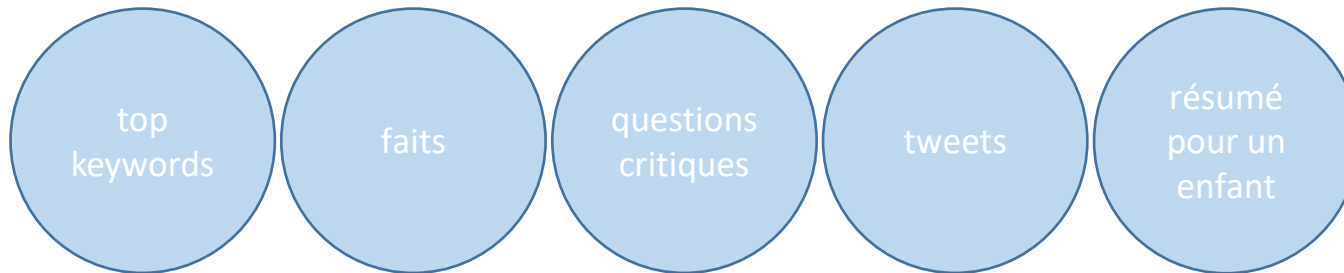 top
keywords
faits
questions
critiques
tweets
résumé
pour un
enfant